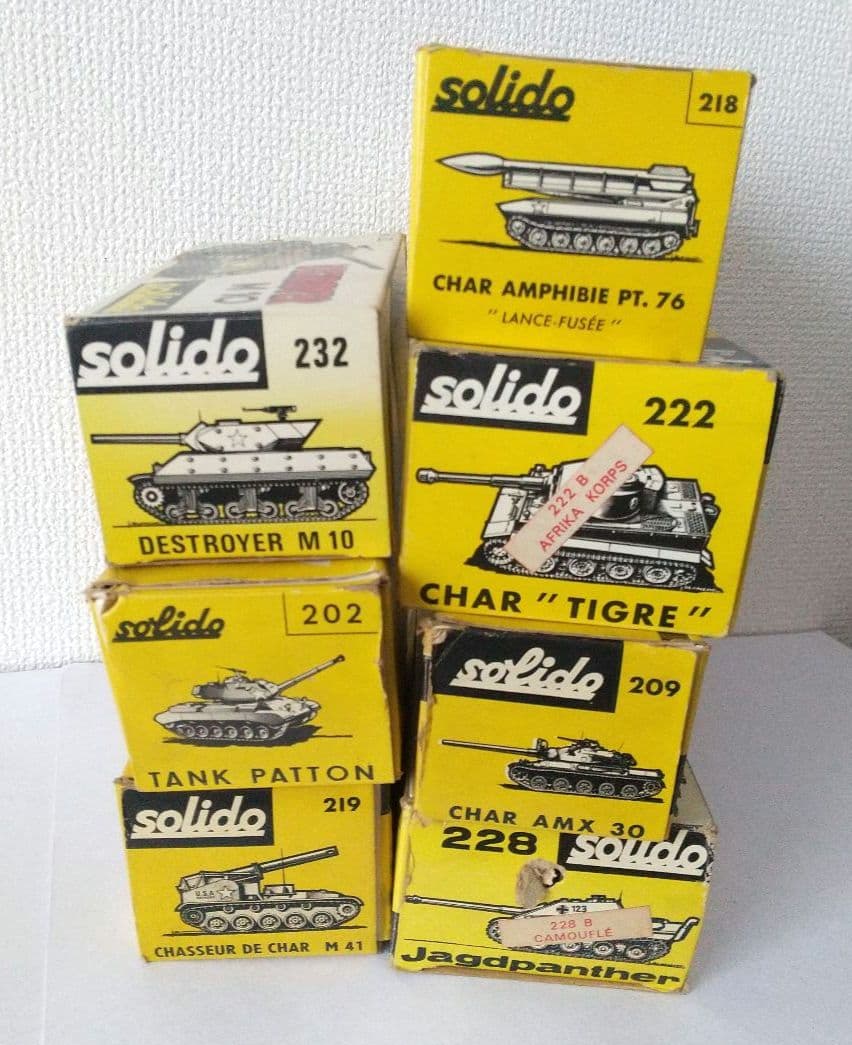 solido
218
CHAR AMPHIBIE PT. 76
" LANCE-FUSÉE "
solido
232
DESTROYER M 10
solido
222
222 B
AFRIKA KORPS
CHAR " TIGRE "
solido
202
TANK PATTON
solido
209
CHAR AMX 30
solido
219
U.S.A
CHASSEUR DE CHAR M 41
228
solido
123
228 B
CAMOUFLÉ
Jagdpanther